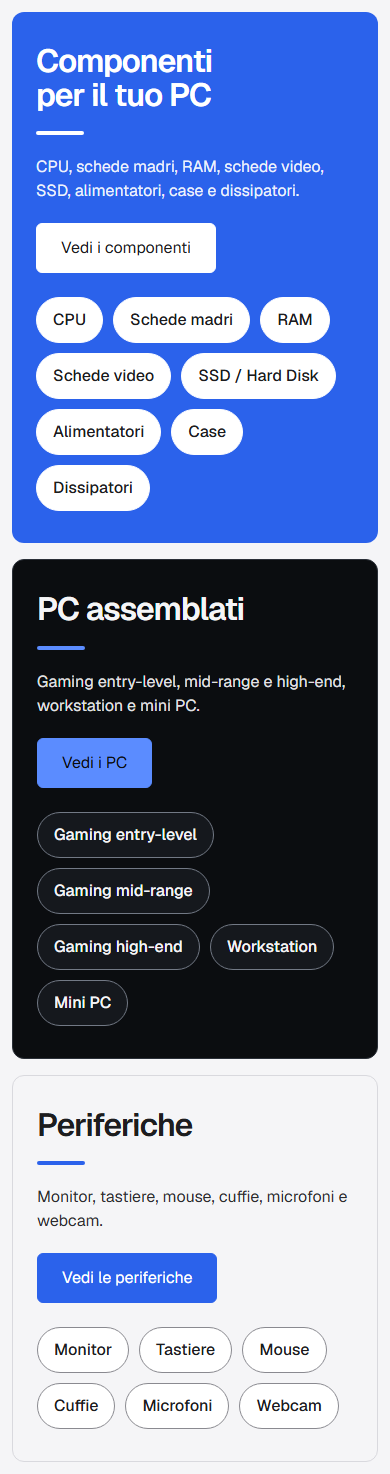 Componenti
per il tuo PC
CPU, schede madri, RAM, schede video,
SSD, alimentatori, case e dissipatori.
Vedi i componenti
CPU Schede madri RAM
Schede video SSD / Hard Disk
Alimentatori Case
Dissipatori
PC assemblati
Gaming entry-level, mid-range e high-end,
workstation e mini PC.
Vedi i PC
Gaming entry-level
Gaming mid-range
Gaming high-end Workstation
Mini PC
Periferiche
Monitor, tastiere, mouse, cuffie, microfoni e
webcam.
Vedi le periferiche
Monitor Tastiere Mouse
Cuffie Microfoni Webcam